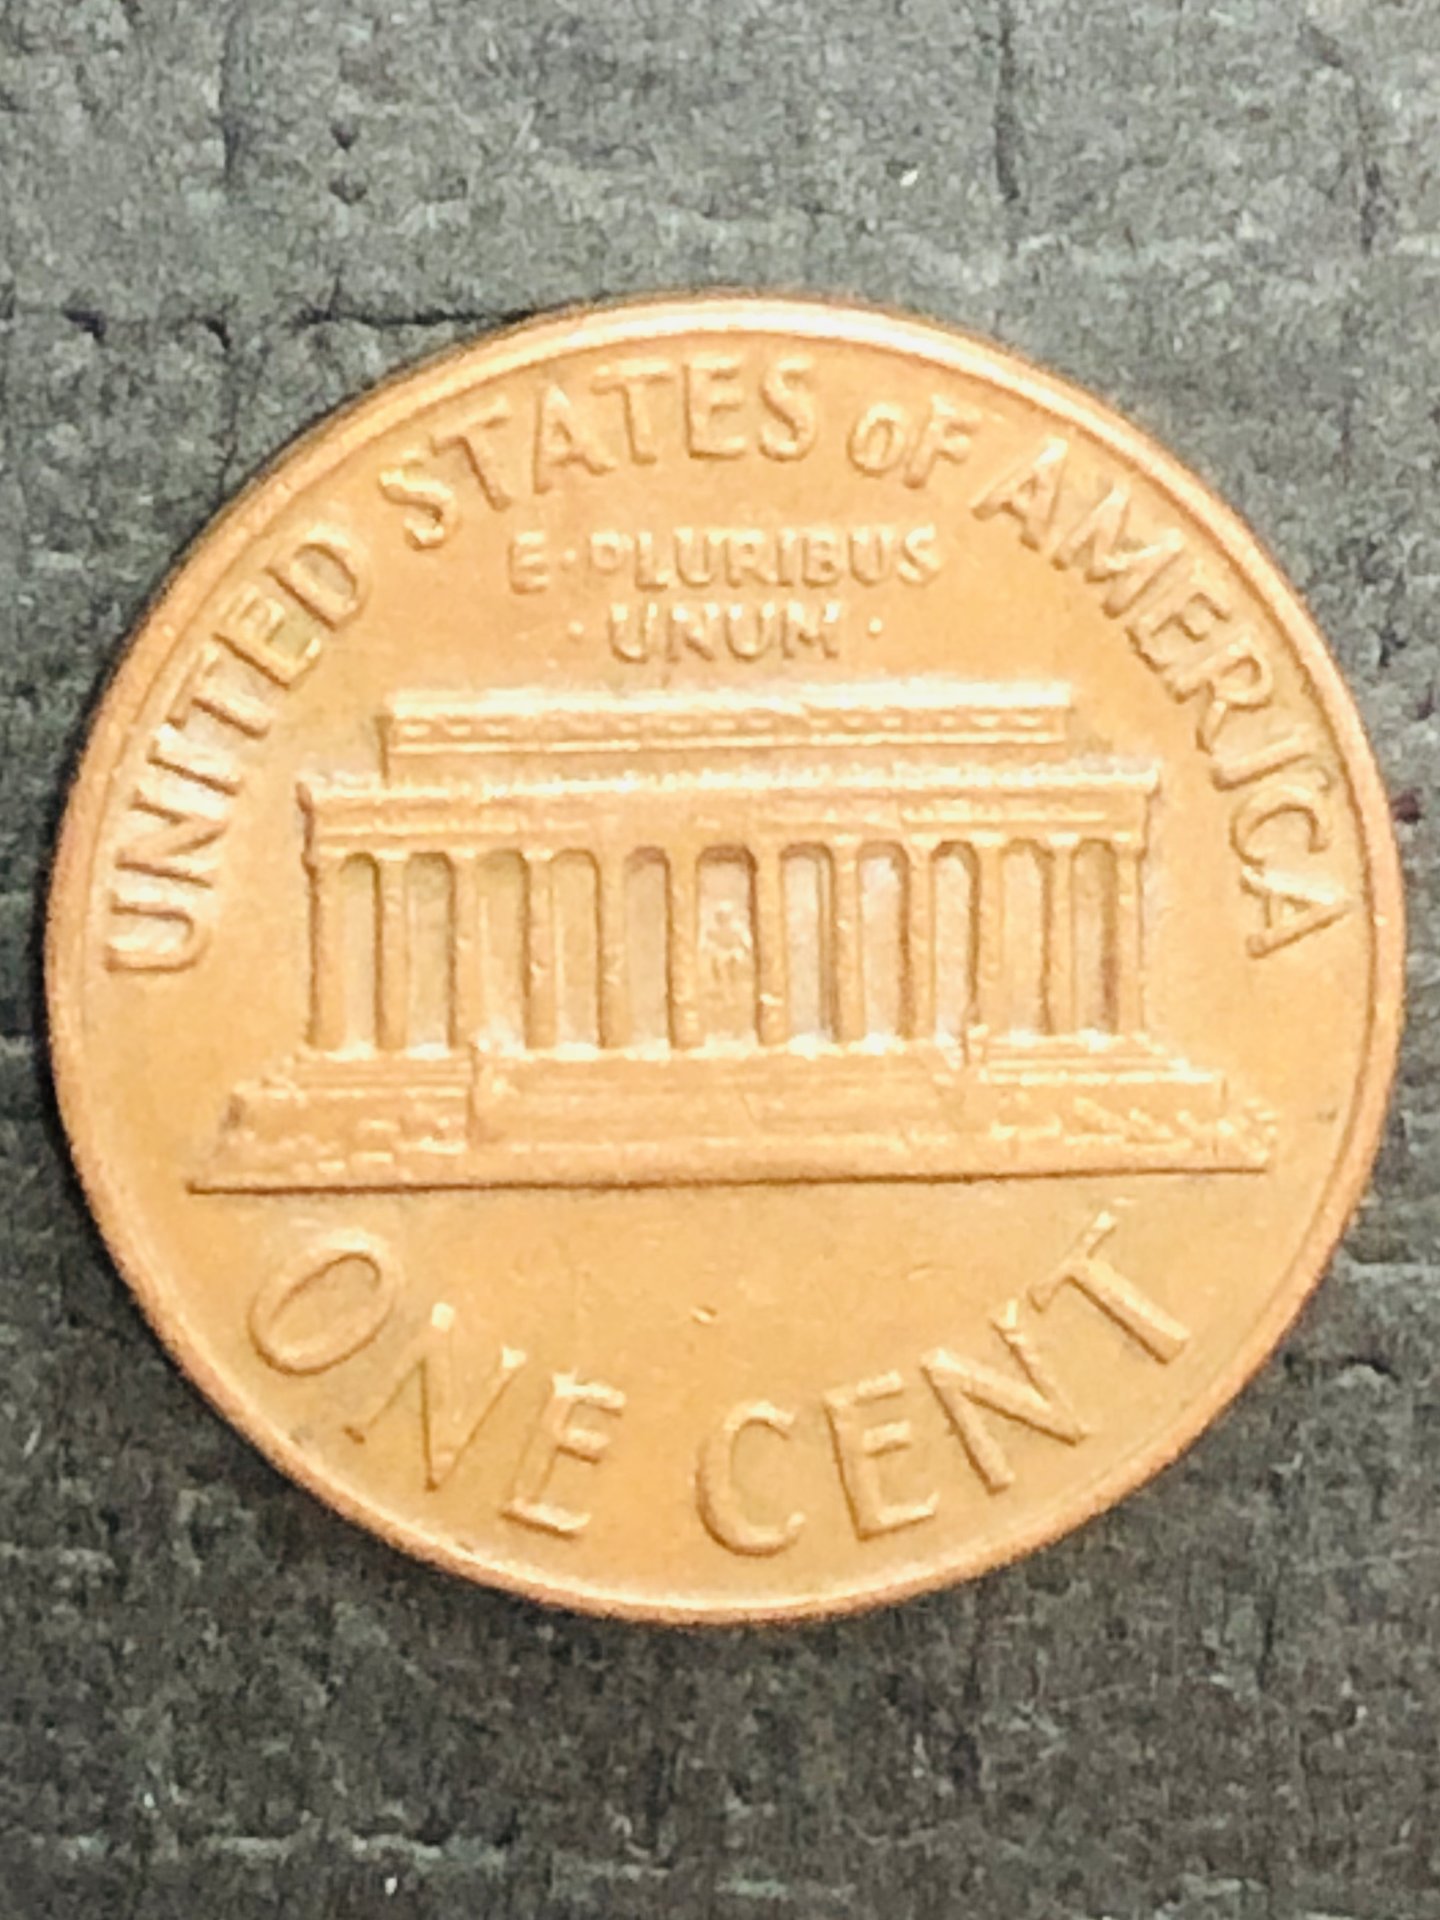 UNITED STATES OF AMERICA
E·PLURIBUS
·UNUM·
ONE CENT